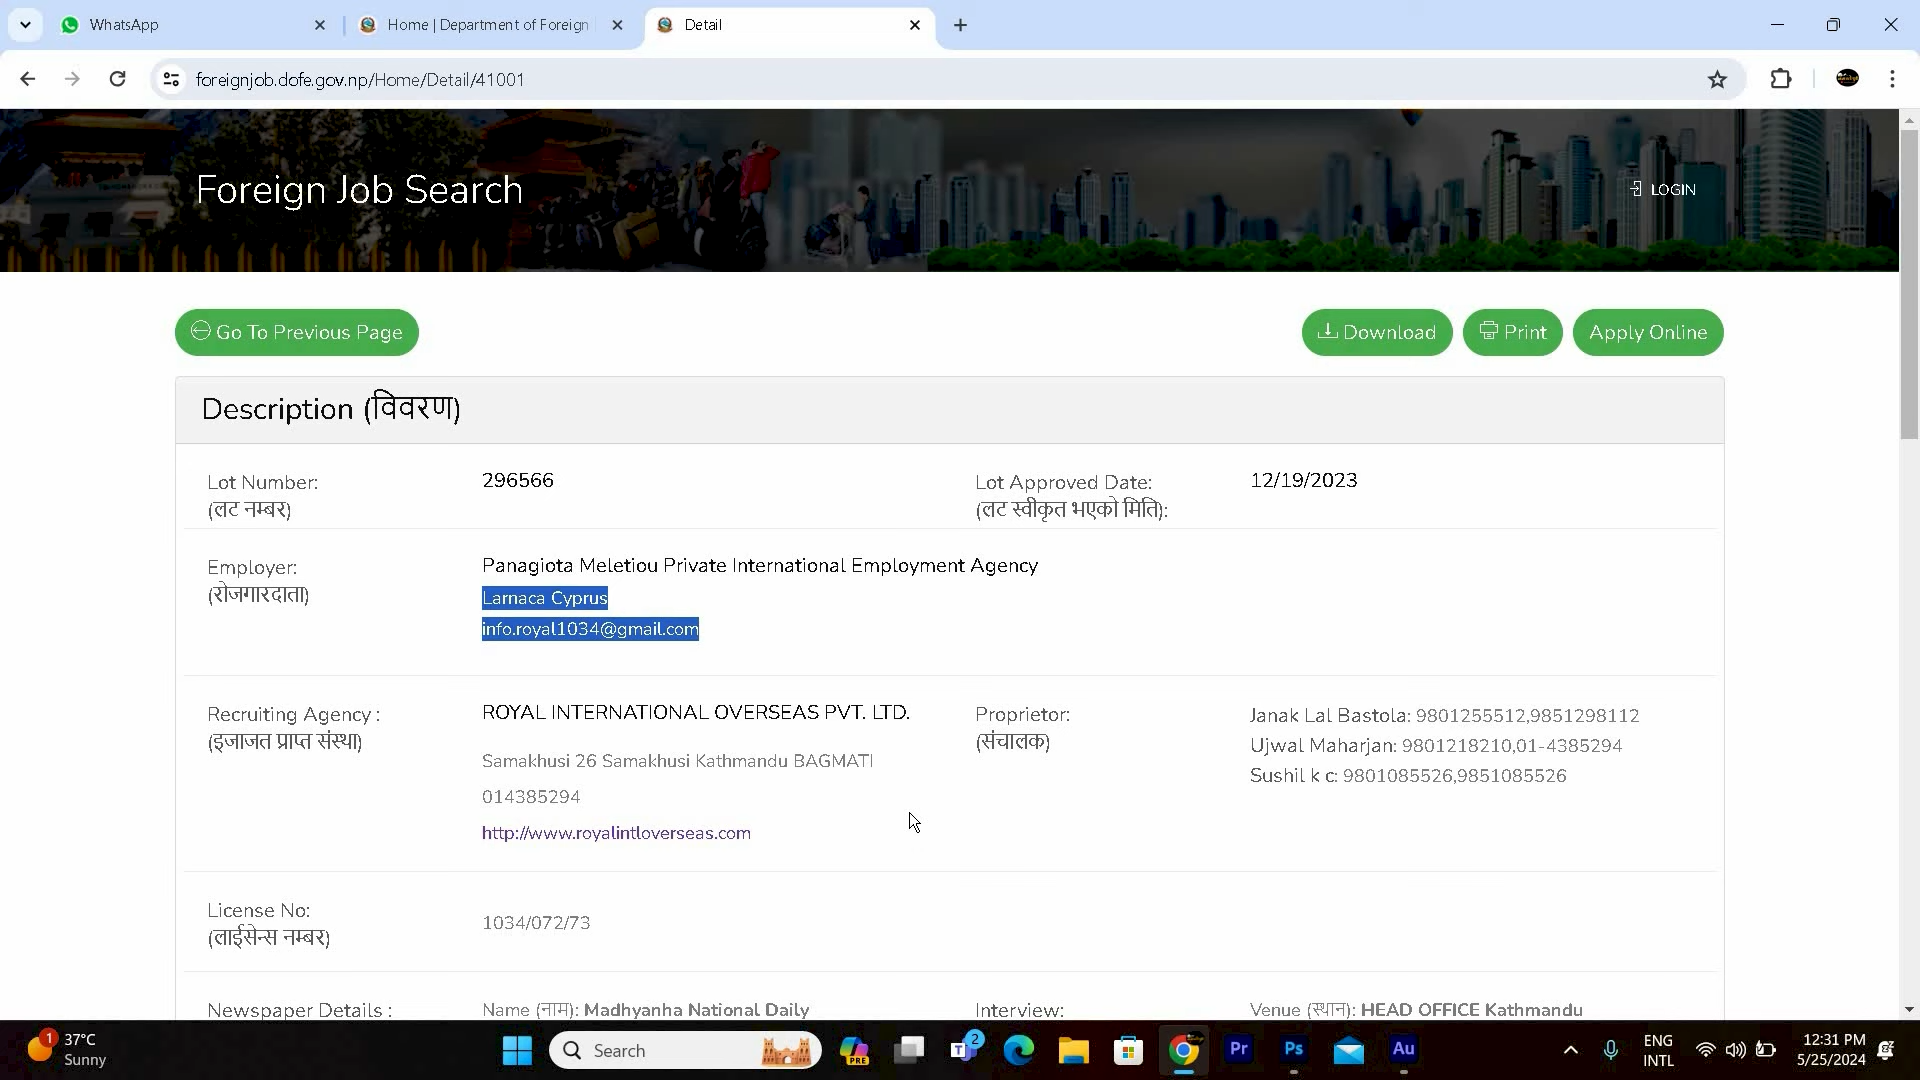 WhatsApp
Home | Department of Foreign
Detail
foreignjob.dofe.gov.np/Home/Detail/41001
Foreign Job Search
LOGIN
Go To Previous Page
Download
Print
Apply Online
Description (विवरण)
Lot Number:
(लट नम्बर)
296566
Lot Approved Date:
(लट स्वीकृत भएको मिति):
12/19/2023
Employer:
(रोजगारदाता)
Panagiota Meletiou Private International Employment Agency
Larnaca Cyprus
info.royal1034@gmail.com
Recruiting Agency :
(इजाजत प्राप्त संस्था)
ROYAL INTERNATIONAL OVERSEAS PVT. LTD.
Samakhusi 26 Samakhusi Kathmandu BAGMATI
014385294
http://www.royalintloverseas.com
Proprietor:
(संचालक)
Janak Lal Bastola: 9801255512,9851298112
Ujwal Maharjan: 9801218210,01-4385294
Sushil k c: 9801085526,9851085526
License No:
(लाईसेन्स नम्बर)
1034/072/73
Newspaper Details :
Name (नाम): Madhyanha National Daily
Interview:
Venue (स्थान): HEAD OFFICE Kathmandu
1
37°C
Sunny
Search
PRE
T
2
Pr
Ps
Au
ENG
INTL
12:31 PM
5/25/2024